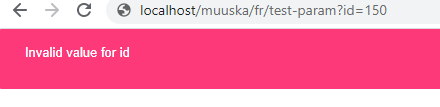 localhost/muuska/fr/test-param?id=150
Invalid value for id